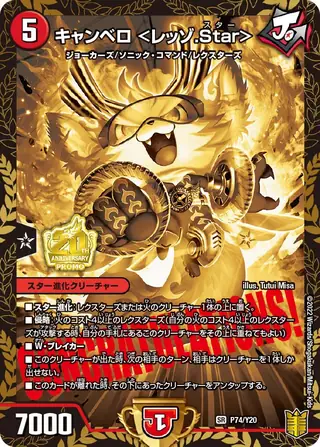 5
スター
キャンベロ <レッゾ.Star>
ジョーカーズ/ソニック・コマンド/レクスターズ
20th
ANNIVERSARY
PROMO
illus. Tutui Misa
スター進化クリーチャー
CONGRATULATIONS!
■スター進化:レクスターズまたは火のクリーチャー1体の上に置く。
■侵略:火のコスト4以上のレクスターズ(自分の火のコスト4以上のレクスターズが攻撃する時、自分の手札にあるこのクリーチャーをその上に重ねてもよい)
■W・ブレイカー
■このクリーチャーが出た時、次の相手のターン、相手はクリーチャーを1体しか出せない。
■このカードが離れた時、その下にあったクリーチャーをアンタップする。
7000
SR P74/Y20
©2022 Wizards/Shogakukan/Mitsui-Kids